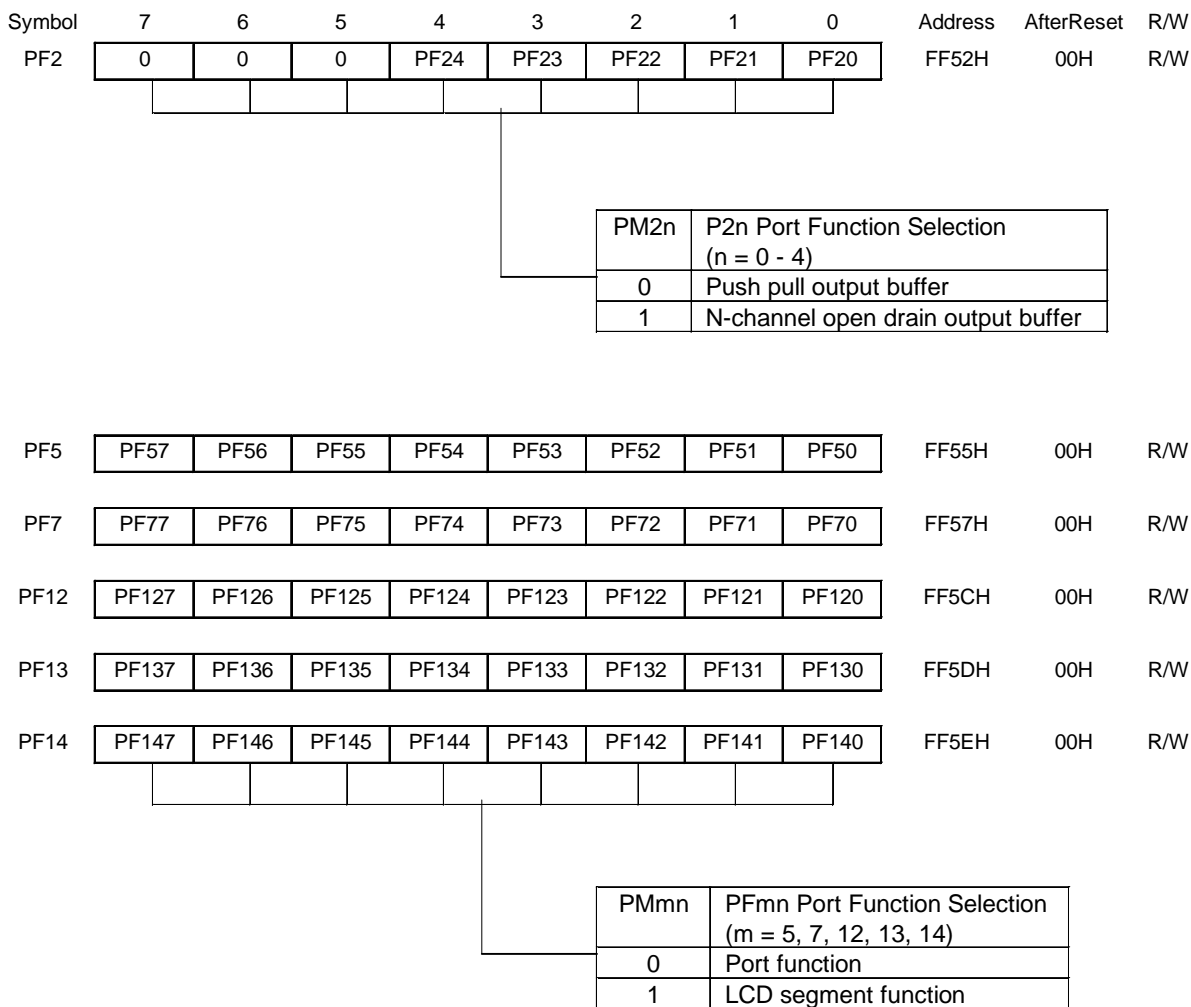 Symbol 7 6 5 4 3 2 1 0 Address AfterReset R/W
PF2 0 0 0 PF24 PF23 PF22 PF21 PF20 FF52H 00H R/W
PM2n P2n Port Function Selection
(n = 0 - 4)
0 Push pull output buffer
1 N-channel open drain output buffer
PF5 PF57 PF56 PF55 PF54 PF53 PF52 PF51 PF50 FF55H 00H R/W
PF7 PF77 PF76 PF75 PF74 PF73 PF72 PF71 PF70 FF57H 00H R/W
PF12 PF127 PF126 PF125 PF124 PF123 PF122 PF121 PF120 FF5CH 00H R/W
PF13 PF137 PF136 PF135 PF134 PF133 PF132 PF131 PF130 FF5DH 00H R/W
PF14 PF147 PF146 PF145 PF144 PF143 PF142 PF141 PF140 FF5EH 00H R/W
PMmn PFmn Port Function Selection
(m = 5, 7, 12, 13, 14)
0 Port function
1 LCD segment function